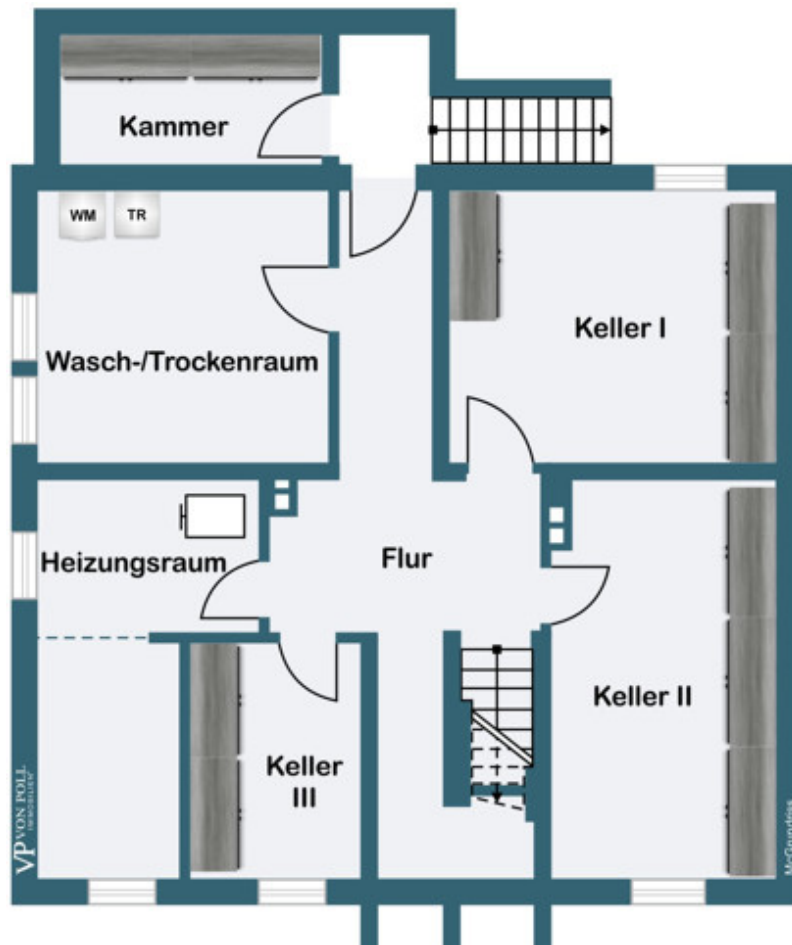 Kammer
WM
TR
Wasch-/Trockenraum
Keller I
Heizungsraum
Flur
Keller II
Keller
III
VP VON POLL
IMMOBILIEN
McGrundriss